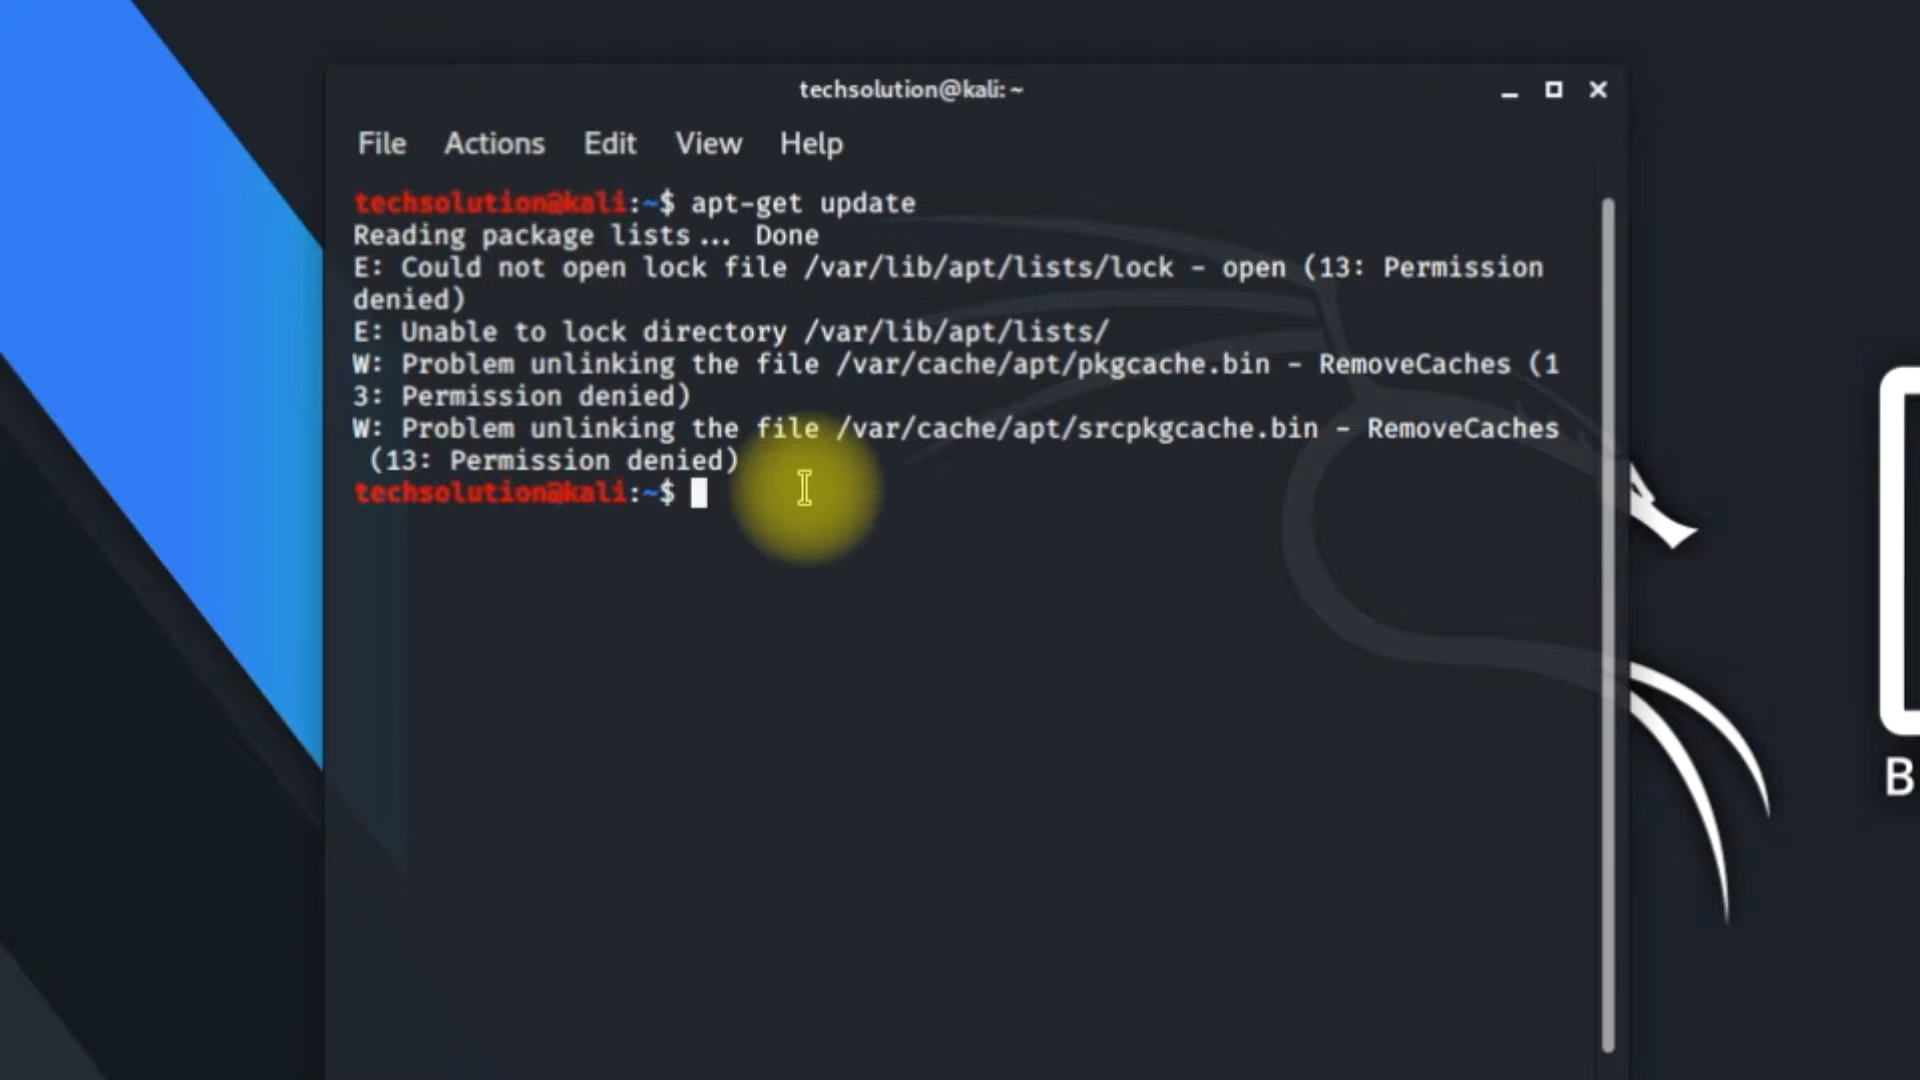 techsolution@kali: ~
File Actions Edit View Help
techsolution@kali:~$ apt-get update
Reading package lists... Done
E: Could not open lock file /var/lib/apt/lists/lock - open (13: Permission
denied)
E: Unable to lock directory /var/lib/apt/lists/
W: Problem unlinking the file /var/cache/apt/pkgcache.bin - RemoveCaches (1
3: Permission denied)
W: Problem unlinking the file /var/cache/apt/srcpkgcache.bin - RemoveCaches
(13: Permission denied)
techsolution@kali:~$
B